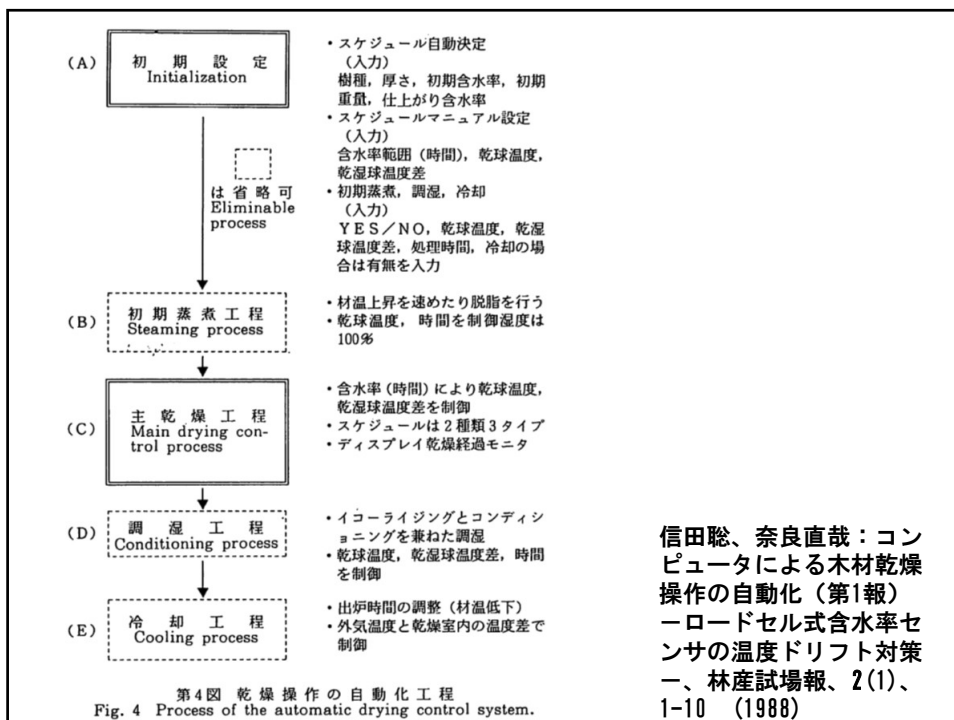 (A)
初期設定
Initialization
・スケジュール自動決定
(入力)
樹種,厚さ,初期含水率,初期
重量,仕上がり含水率
・スケジュールマニュアル設定
(入力)
含水率範囲(時間),乾球温度,
乾湿球温度差
・初期蒸煮,調湿,冷却
(入力)
YES/NO,乾球温度,乾湿
球温度差,処理時間,冷却の場
合は有無を入力
は省略可
Eliminable
process
(B)
初期蒸煮工程
Steaming process
・材温上昇を速めたり脱脂を行う
・乾球温度,時間を制御湿度は
100%
(C)
主乾燥工程
Main drying con-
trol process
・含水率(時間)により乾球温度,
乾湿球温度差を制御
・スケジュールは2種類3タイプ
・ディスプレイ乾燥経過モニタ
(D)
調湿工程
Conditioning process
・イコーライジングとコンディシ
ョニングを兼ねた調湿
・乾球温度,乾湿球温度差,時間
を制御
(E)
冷却工程
Cooling process
・出炉時間の調整(材温低下)
・外気温度と乾燥室内の温度差で
制御
第4図 乾燥操作の自動化工程
Fig. 4 Process of the automatic drying control system.
信田聡、奈良直哉:コン
ピュータによる木材乾燥
操作の自動化(第1報)
-ロードセル式含水率セ
ンサの温度ドリフト対策
-、林産試場報、2(1)、
1-10 (1988)